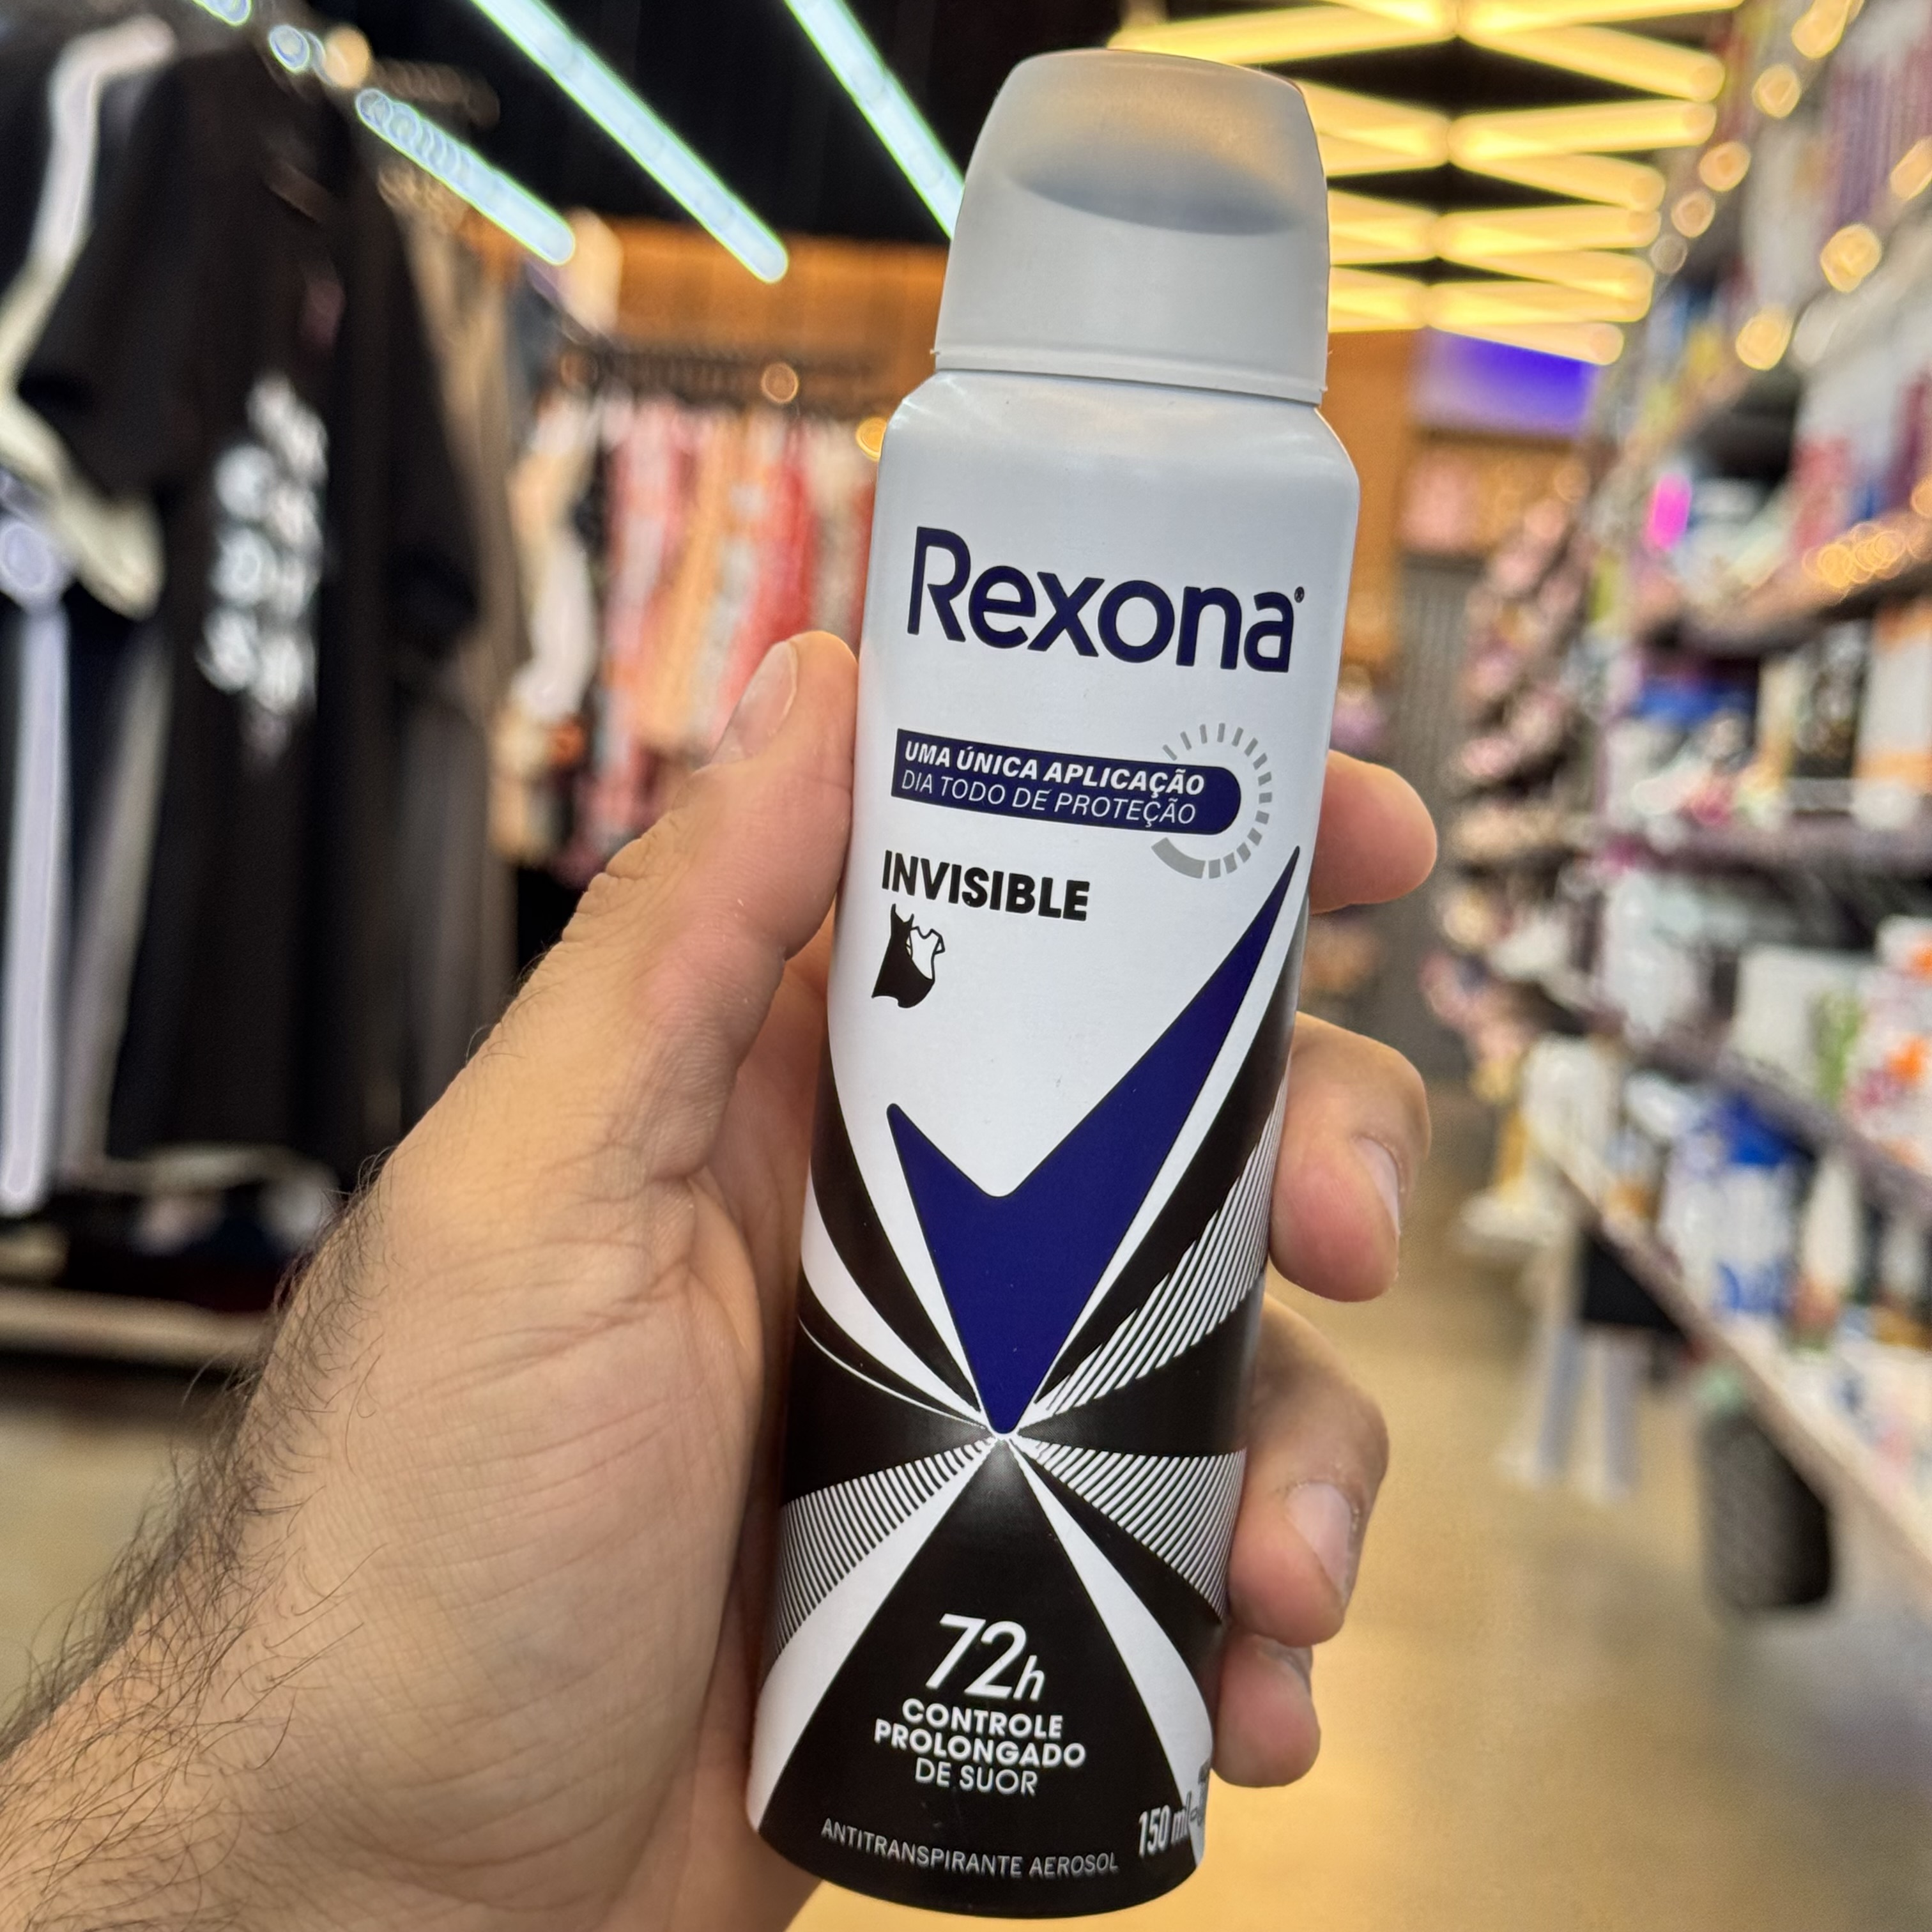 Rexona
UMA ÚNICA APLICAÇÃO
DIA TODO DE PROTEÇÃO
INVISIBLE
72h
CONTROLE
PROLONGADO
DE SUOR
150 ml
ANTITRANSPIRANTE AEROSOL